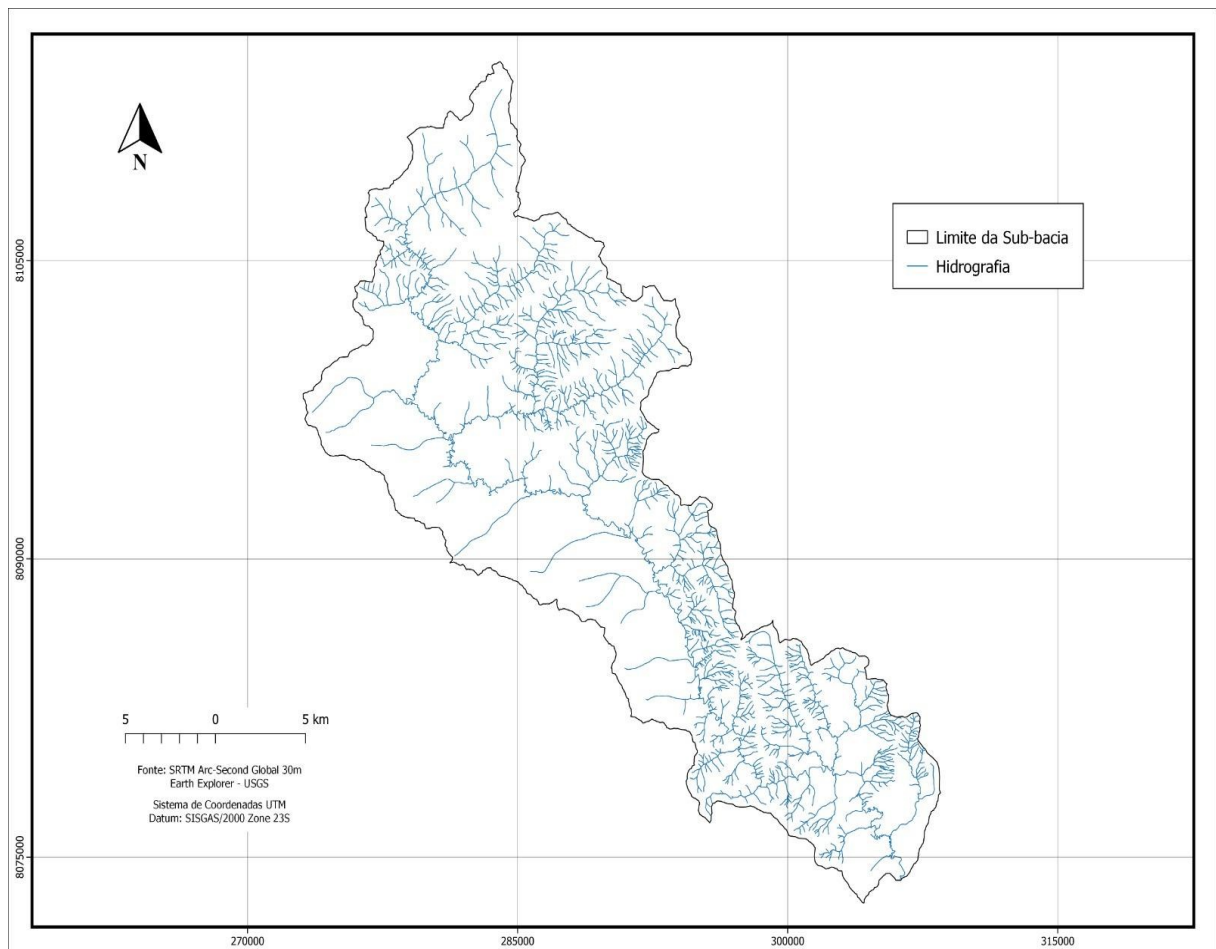 N
Limite da Sub-bacia
Hidrografia
8105000
8090000
8075000
5 0 5 km
Fonte: SRTM Arc-Second Global 30m
Earth Explorer - USGS
Sistema de Coordenadas UTM
Datum: SISGAS/2000 Zone 23S
270000 285000 300000 315000